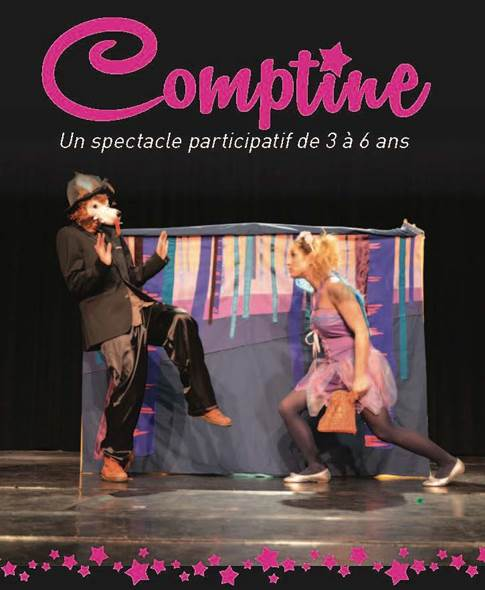 Comptine
Un spectacle participatif de 3 à 6 ans